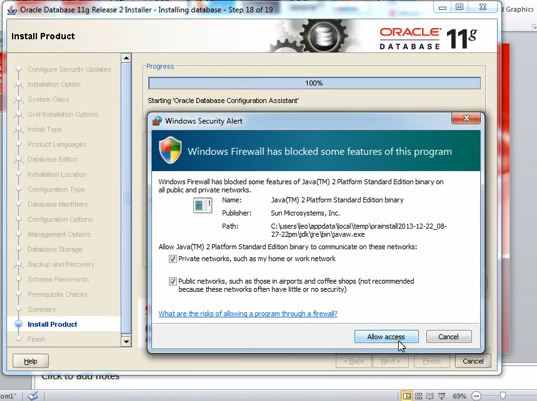 Oracle Database 11g Release 2 Installer - Installing database - Step 18 of 19
Graphics
Install Product
ORACLE
DATABASE 11g
Configure Security Updates
Installation Option
System Class
Grid Installation Options
Install Type
Product Languages
Database Edition
Installation Location
Configuration Type
Database Identifiers
Configuration Options
Management Options
Database Storage
Backup and Recovery
Schema Passwords
Prerequisite Checks
Summary
Install Product
Finish
Progress
100%
Starting 'Oracle Database Configuration Assistant'
Windows Security Alert
Windows Firewall has blocked some features of this program
Windows Firewall has blocked some features of Java(TM) 2 Platform Standard Edition binary on
all public and private networks.
Name: Java(TM) 2 Platform Standard Edition binary
Publisher: Sun Microsystems, Inc.
Path: C:\users\leo\appdata\local\temp\orainstall2013-12-22_08-
27-22pm\jdk\jre\bin\javaw.exe
Allow Java(TM) 2 Platform Standard Edition binary to communicate on these networks:
Private networks, such as my home or work network
Public networks, such as those in airports and coffee shops (not recommended
because these networks often have little or no security)
What are the risks of allowing a program through a firewall?
Allow access
Cancel
Help
< Back
Next >
Finish
Cancel
Click to add notes
om1"
69%